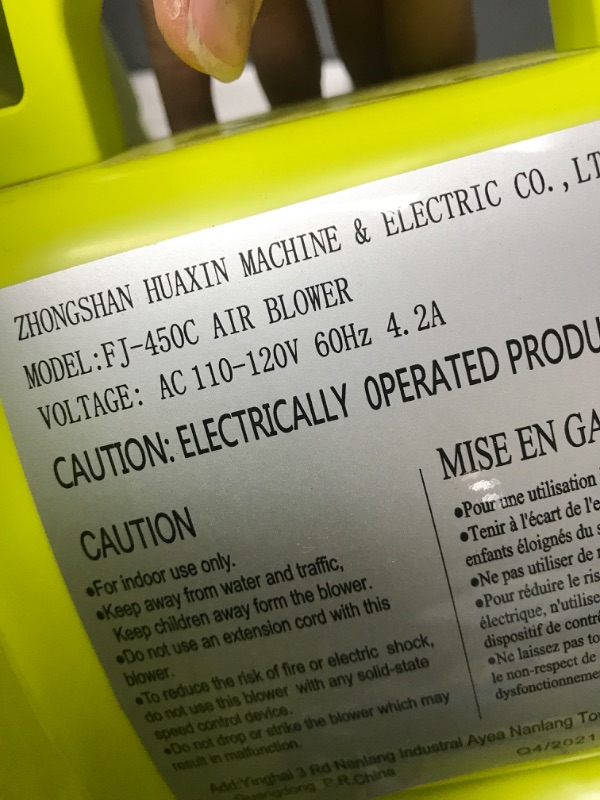 ZHONGSHAN HUAXIN MACHINE & ELECTRIC CO.,LT
MODEL:FJ-450C AIR BLOWER
VOLTAGE: AC 110-120V 60Hz 4.2A
CAUTION: ELECTRICALLY OPERATED PRODU
CAUTION
•For indoor use only.
•Keep away from water and traffic,
Keep children away form the blower.
•Do not use an extension cord with this
blower.
•To reduce the risk of fire or electric shock,
do not use this blower with any solid-state
speed control device.
•Do not drop or strike the blower which may
result in malfunction.
MISE EN GA
•Pour une utilisation
•Tenir à l'écart de l'e
enfants éloignés du s
•Ne pas utiliser de r
•Pour réduire le ris
électrique, n'utilise
dispositif de contrô
•Ne laissez pas to
le non-respect de
dysfonctionneme
Add:Yinghai 3 Rd Nanlang Industral Ayea Nanlang To
Guangdong, P.R.China
Q4/2021